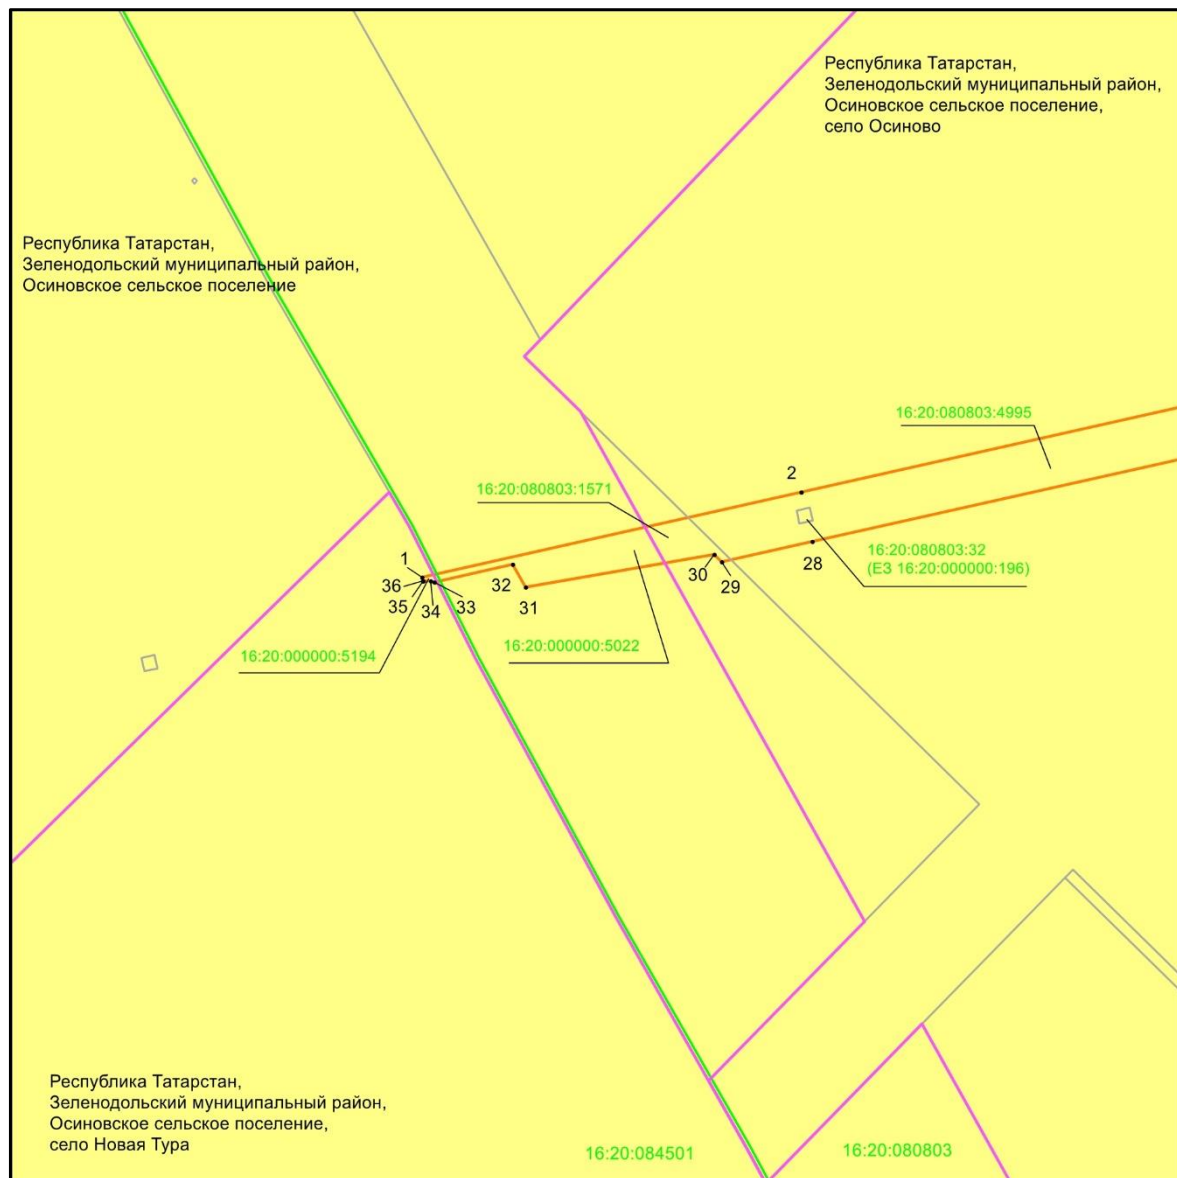 Республика Татарстан,
Зеленодольский муниципальный район,
Осиновское сельское поселение,
село Осиново
Республика Татарстан,
Зеленодольский муниципальный район,
Осиновское сельское поселение
16:20:080803:4995
2
16:20:080803:1571
16:20:080803:32
(ЕЗ 16:20:000000:196)
28
1
36
35
34
33
32
31
30
29
16:20:000000:5022
16:20:000000:5194
Республика Татарстан,
Зеленодольский муниципальный район,
Осиновское сельское поселение,
село Новая Тура
16:20:084501
16:20:080803